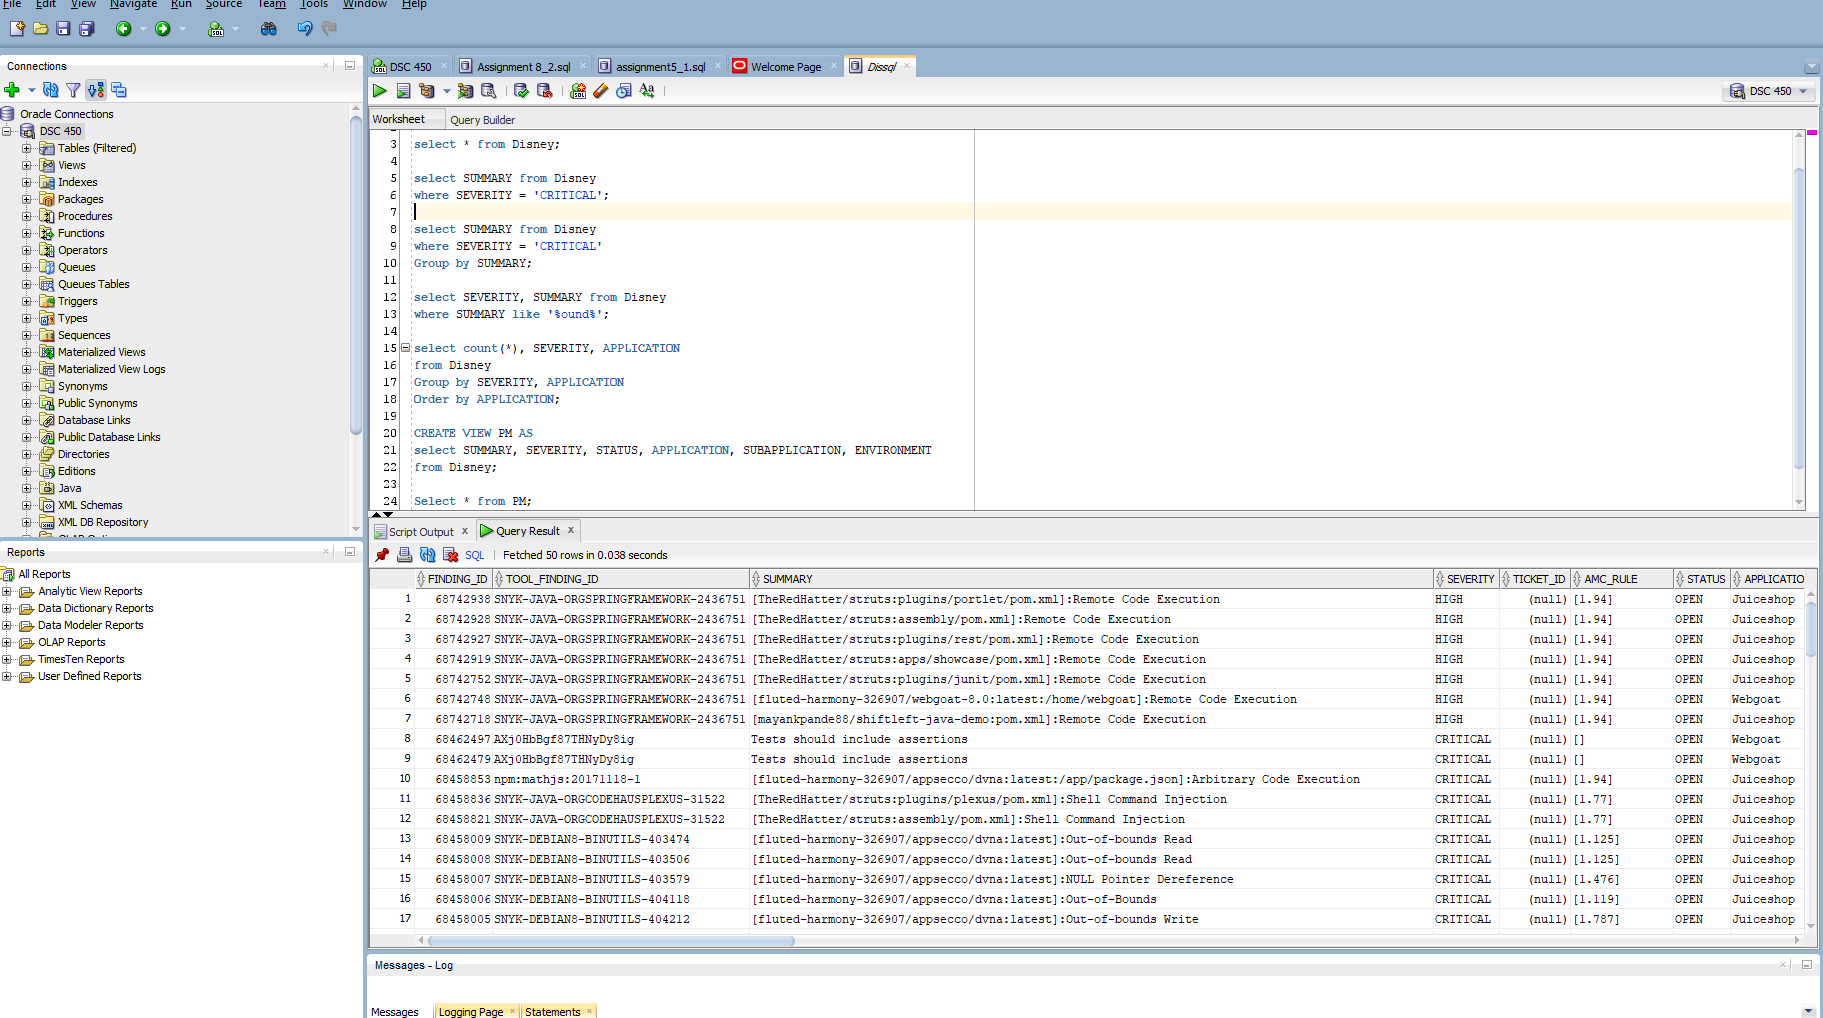 File Edit View Navigate Run Source Team Tools Window Help
Connections
Oracle Connections
DSC 450
Tables (Filtered)
Views
Indexes
Packages
Procedures
Functions
Operators
Queues
Queues Tables
Triggers
Types
Sequences
Materialized Views
Materialized View Logs
Synonyms
Public Synonyms
Database Links
Public Database Links
Directories
Editions
Java
XML Schemas
XML DB Repository
Reports
All Reports
Analytic View Reports
Data Dictionary Reports
Data Modeler Reports
OLAP Reports
TimesTen Reports
User Defined Reports
DSC 450 Assignment 8_2.sql assignment5_1.sql Welcome Page Dissql
DSC 450
Worksheet Query Builder
3 select * from Disney;
4
5 select SUMMARY from Disney
6 where SEVERITY = 'CRITICAL';
7
8 select SUMMARY from Disney
9 where SEVERITY = 'CRITICAL'
10 Group by SUMMARY;
11
12 select SEVERITY, SUMMARY from Disney
13 where SUMMARY like '%ound%';
14
15 select count(*), SEVERITY, APPLICATION
16 from Disney
17 Group by SEVERITY, APPLICATION
18 Order by APPLICATION;
19
20 CREATE VIEW PM AS
21 select SUMMARY, SEVERITY, STATUS, APPLICATION, SUBAPPLICATION, ENVIRONMENT
22 from Disney;
23
24 Select * from PM;
Script Output x Query Result x
SQL | Fetched 50 rows in 0.038 seconds
FINDING_ID TOOL_FINDING_ID SUMMARY SEVERITY TICKET_ID AMC_RULE STATUS APPLICATIO
1 68742938 SNYK-JAVA-ORGSPRINGFRAMEWORK-2436751 [TheRedHatter/struts:plugins/portlet/pom.xml]:Remote Code Execution HIGH (null) [1.94] OPEN Juiceshop
2 68742928 SNYK-JAVA-ORGSPRINGFRAMEWORK-2436751 [TheRedHatter/struts:assembly/pom.xml]:Remote Code Execution HIGH (null) [1.94] OPEN Juiceshop
3 68742927 SNYK-JAVA-ORGSPRINGFRAMEWORK-2436751 [TheRedHatter/struts:plugins/rest/pom.xml]:Remote Code Execution HIGH (null) [1.94] OPEN Juiceshop
4 68742919 SNYK-JAVA-ORGSPRINGFRAMEWORK-2436751 [TheRedHatter/struts:apps/showcase/pom.xml]:Remote Code Execution HIGH (null) [1.94] OPEN Juiceshop
5 68742752 SNYK-JAVA-ORGSPRINGFRAMEWORK-2436751 [TheRedHatter/struts:plugins/junit/pom.xml]:Remote Code Execution HIGH (null) [1.94] OPEN Juiceshop
6 68742748 SNYK-JAVA-ORGSPRINGFRAMEWORK-2436751 [fluted-harmony-326907/webgoat-8.0:latest:/home/webgoat]:Remote Code Execution HIGH (null) [1.94] OPEN Webgoat
7 68742718 SNYK-JAVA-ORGSPRINGFRAMEWORK-2436751 [mayankpande88/shiftleft-java-demo:pom.xml]:Remote Code Execution HIGH (null) [1.94] OPEN Juiceshop
8 68462497 AXj0HbBgf87THNyDy8ig Tests should include assertions CRITICAL (null) [] OPEN Webgoat
9 68462479 AXj0HbBgf87THNyDy8ig Tests should include assertions CRITICAL (null) [] OPEN Webgoat
10 68458853 npm:mathjs:20171118-1 [fluted-harmony-326907/appsecco/dvna:latest:/app/package.json]:Arbitrary Code Execution CRITICAL (null) [1.94] OPEN Juiceshop
11 68458836 SNYK-JAVA-ORGCODEHAUSPLEXUS-31522 [TheRedHatter/struts:plugins/plexus/pom.xml]:Shell Command Injection CRITICAL (null) [1.77] OPEN Juiceshop
12 68458821 SNYK-JAVA-ORGCODEHAUSPLEXUS-31522 [TheRedHatter/struts:assembly/pom.xml]:Shell Command Injection CRITICAL (null) [1.77] OPEN Juiceshop
13 68458009 SNYK-DEBIAN8-BINUTILS-403474 [fluted-harmony-326907/appsecco/dvna:latest]:Out-of-bounds Read CRITICAL (null) [1.125] OPEN Juiceshop
14 68458008 SNYK-DEBIAN8-BINUTILS-403506 [fluted-harmony-326907/appsecco/dvna:latest]:Out-of-bounds Read CRITICAL (null) [1.125] OPEN Juiceshop
15 68458007 SNYK-DEBIAN8-BINUTILS-403579 [fluted-harmony-326907/appsecco/dvna:latest]:NULL Pointer Dereference CRITICAL (null) [1.476] OPEN Juiceshop
16 68458006 SNYK-DEBIAN8-BINUTILS-404118 [fluted-harmony-326907/appsecco/dvna:latest]:Out-of-Bounds CRITICAL (null) [1.119] OPEN Juiceshop
17 68458005 SNYK-DEBIAN8-BINUTILS-404212 [fluted-harmony-326907/appsecco/dvna:latest]:Out-of-bounds Write CRITICAL (null) [1.787] OPEN Juiceshop
Messages - Log
Messages Logging Page Statements